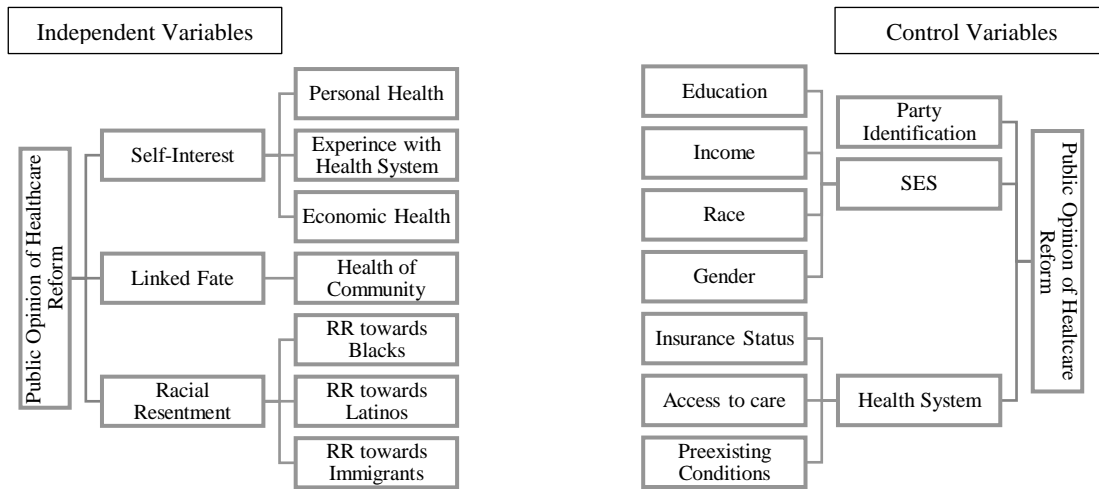 Independent Variables
Public Opinion of Healthcare
Reform
Self-Interest
Linked Fate
Racial
Resentment
Personal Health
Experince with
Health System
Economic Health
Health of
Community
RR towards
Blacks
RR towards
Latinos
RR towards
Immigrants
Control Variables
Education
Income
Race
Gender
Insurance Status
Access to care
Preexisting
Conditions
Party
Identification
SES
Health System
Public Opinion of Healtcare
Reform